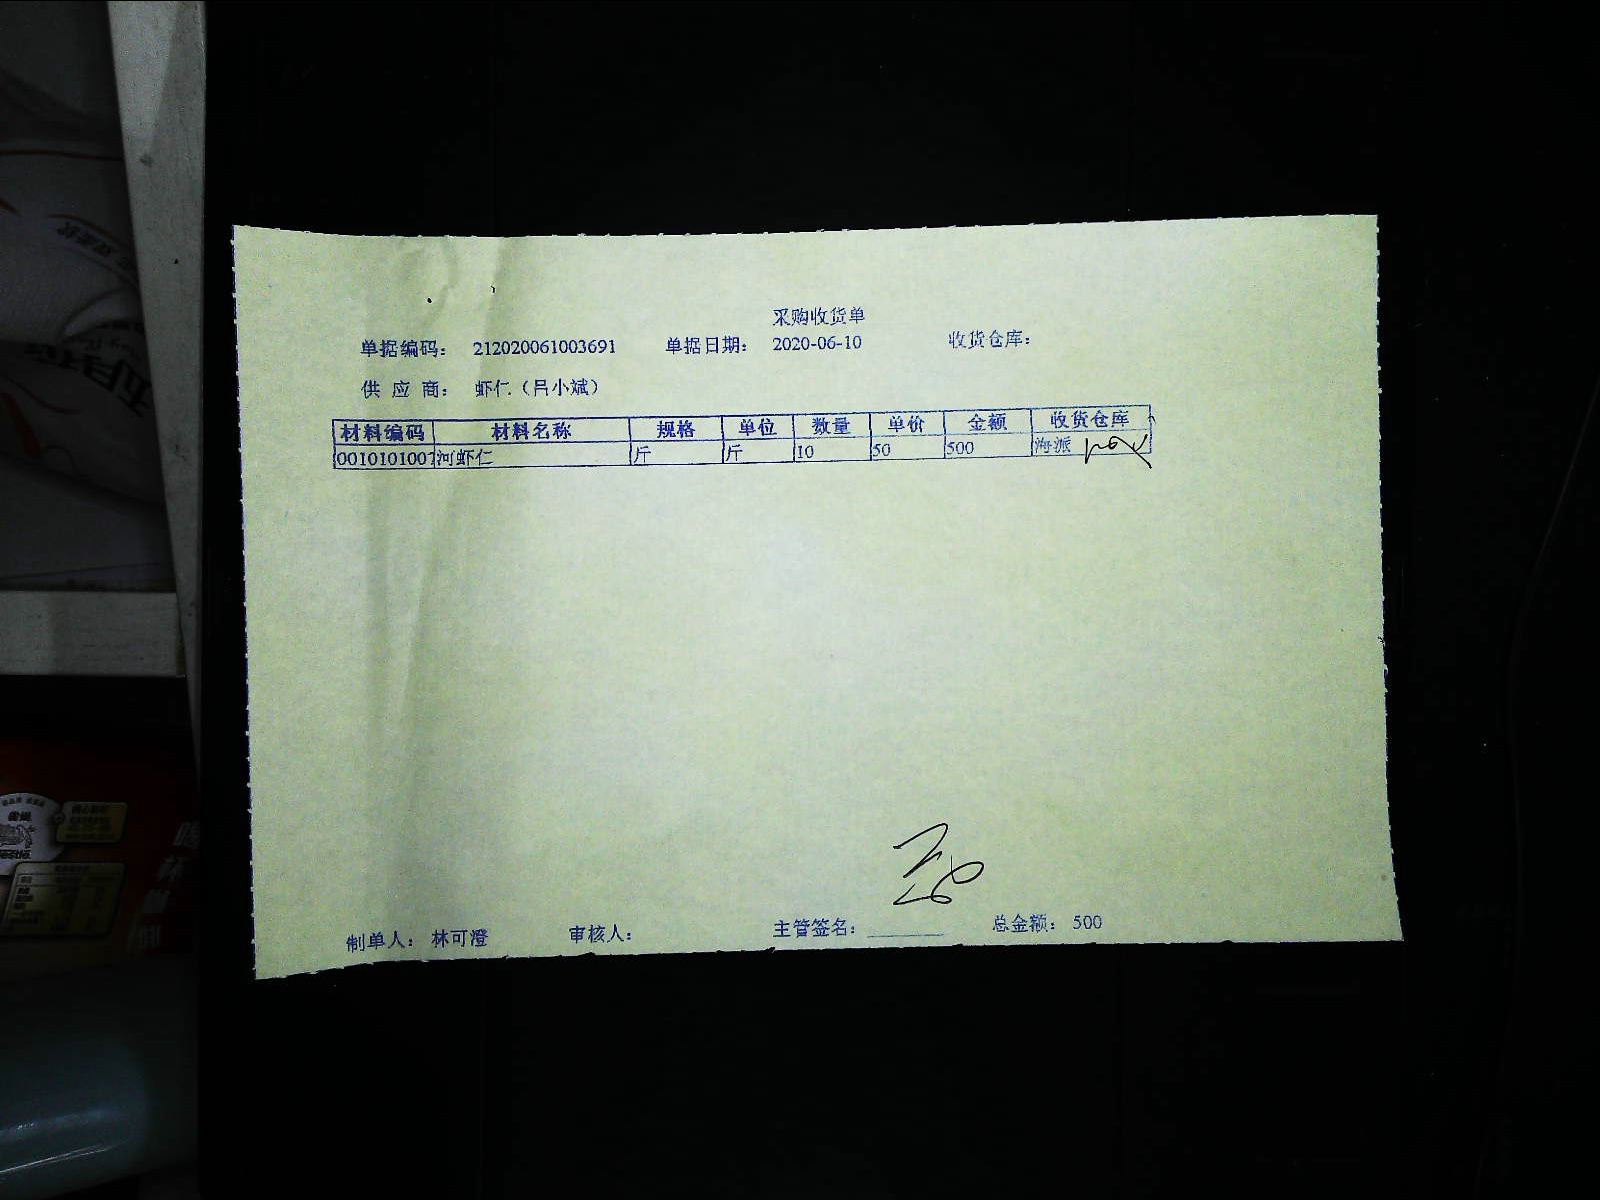 采购收货单
单据编码： 212020061003691 单据日期： 2020-06-10 收货仓库：
供 应 商： 虾仁（吕小斌）
材料编码 材料名称 规格 单位 数量 单价 金额 收货仓库
0010101007 河虾仁 斤 斤 10 50 500 海派
制单人： 林可澄 审核人： 主管签名： 总金额： 500